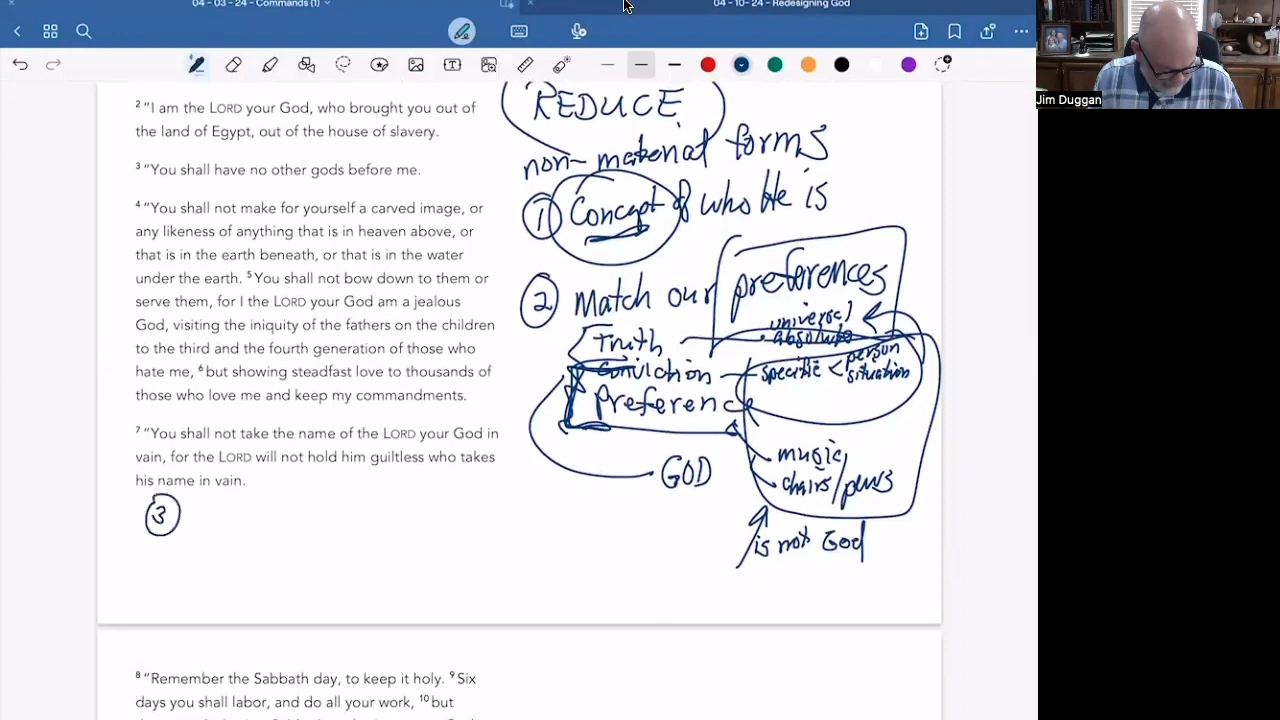 04 - 03 - 24 - Commands (1)
04 -10- 24 - Redesigning God
Jim Duggan
² “I am the LORD your God, who brought you out of
the land of Egypt, out of the house of slavery.
³ “You shall have no other gods before me.
⁴ “You shall not make for yourself a carved image, or
any likeness of anything that is in heaven above, or
that is in the earth beneath, or that is in the water
under the earth. ⁵ You shall not bow down to them or
serve them, for I the LORD your God am a jealous
God, visiting the iniquity of the fathers on the children
to the third and the fourth generation of those who
hate me, ⁶ but showing steadfast love to thousands of
those who love me and keep my commandments.
⁷ “You shall not take the name of the LORD your God in
vain, for the LORD will not hold him guiltless who takes
his name in vain.
3
REDUCE
non-material forms
1 Concept of who He is
2 Match our preferences
universal
Truth absolute
Conviction specific < person
situation
Preference
music
GOD
chairs/pews
is not God
⁸ “Remember the Sabbath day, to keep it holy. ⁹ Six
days you shall labor, and do all your work, ¹⁰ but